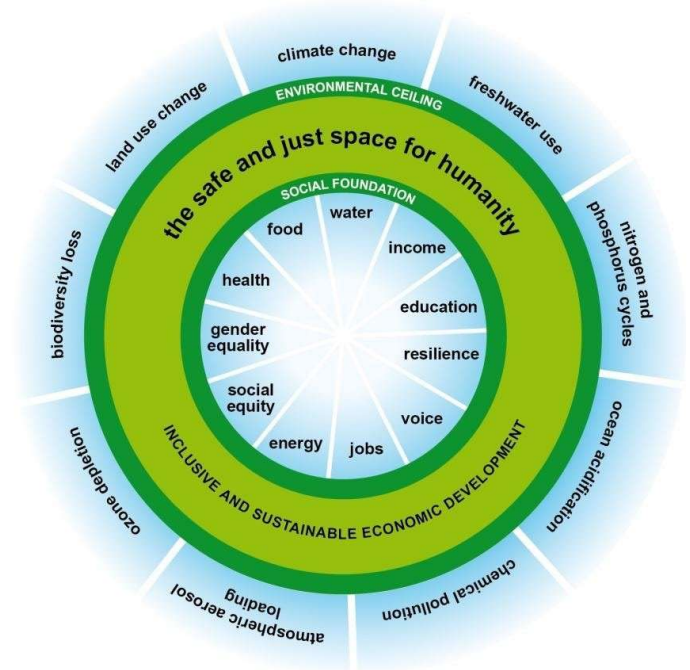 climate change
freshwater use
nitrogen and
phosphorus cycles
ocean acidification
chemical pollution
atmospheric aerosol
loading
ozone depletion
biodiversity loss
land use change
ENVIRONMENTAL CEILING
the safe and just space for humanity
SOCIAL FOUNDATION
water
income
education
resilience
voice
jobs
energy
social
equity
gender
equality
health
food
INCLUSIVE AND SUSTAINABLE ECONOMIC DEVELOPMENT